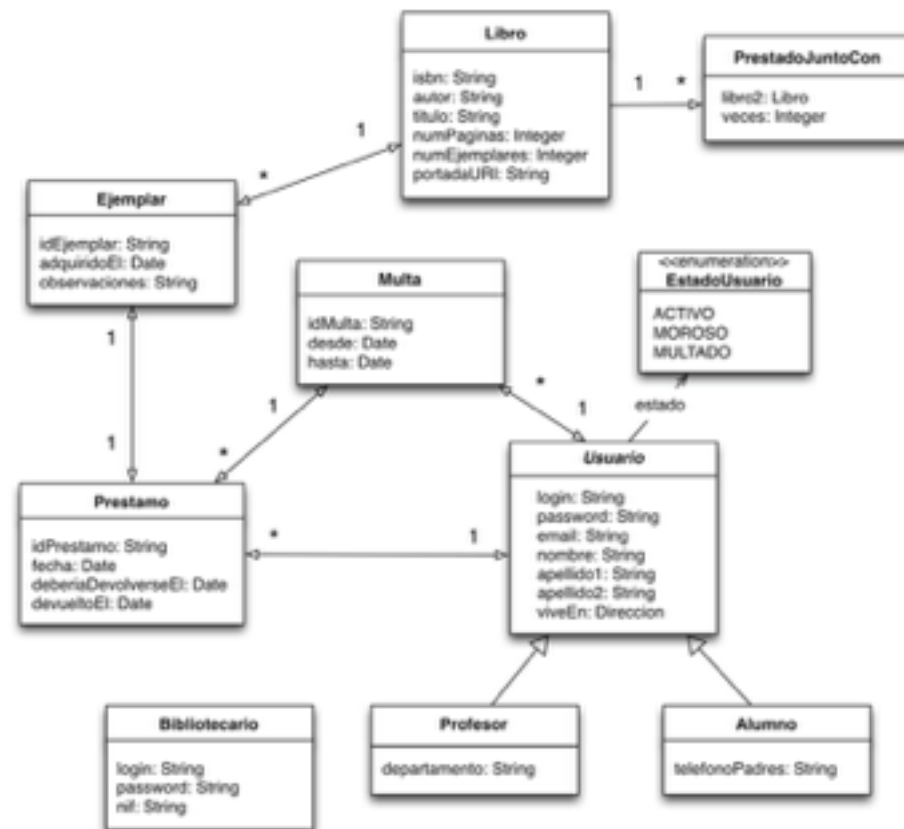 Libro
isbn: String
autor: String
titulo: String
numPaginas: Integer
numEjemplares: Integer
portadaURI: String
1
*
PrestadoJuntoCon
libro2: Libro
veces: Integer
1
*
Ejemplar
idEjemplar: String
adquiridoEl: Date
observaciones: String
1
1
Multa
idMulta: String
desde: Date
hasta: Date
*
1
1
*
<<enumeration>>
EstadoUsuario
ACTIVO
MOROSO
MULTADO
estado
Prestamo
idPrestamo: String
fecha: Date
deberiaDevolverseEl: Date
devueltoEl: Date
*
1
Usuario
login: String
password: String
email: String
nombre: String
apellido1: String
apellido2: String
viveEn: Direccion
Bibliotecario
login: String
password: String
nif: String
Profesor
departamento: String
Alumno
telefonoPadres: String